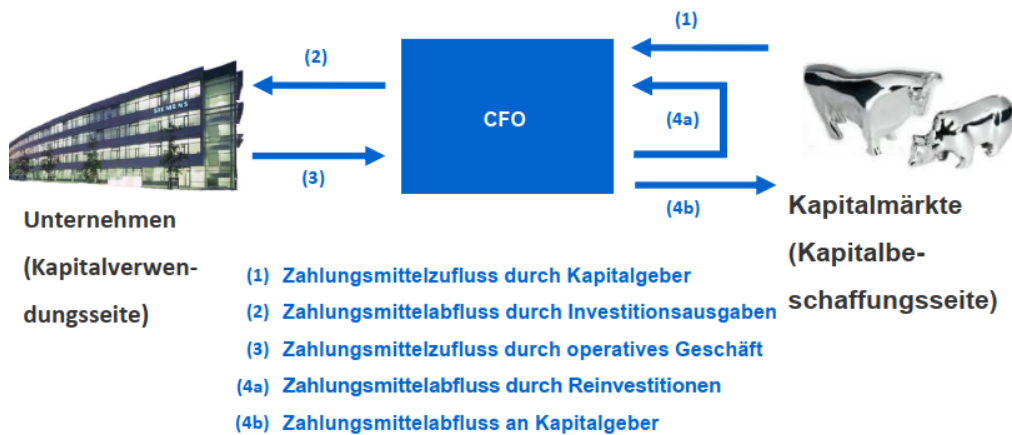 (1)
(2)
SIEMENS
CFO
(4a)
(3)
(4b)
Unternehmen
(Kapitalverwen-
dungsseite)
Kapitalmärkte
(Kapitalbe-
schaffungsseite)
(1) Zahlungsmittelzufluss durch Kapitalgeber
(2) Zahlungsmittelabfluss durch Investitionsausgaben
(3) Zahlungsmittelzufluss durch operatives Geschäft
(4a) Zahlungsmittelabfluss durch Reinvestitionen
(4b) Zahlungsmittelabfluss an Kapitalgeber